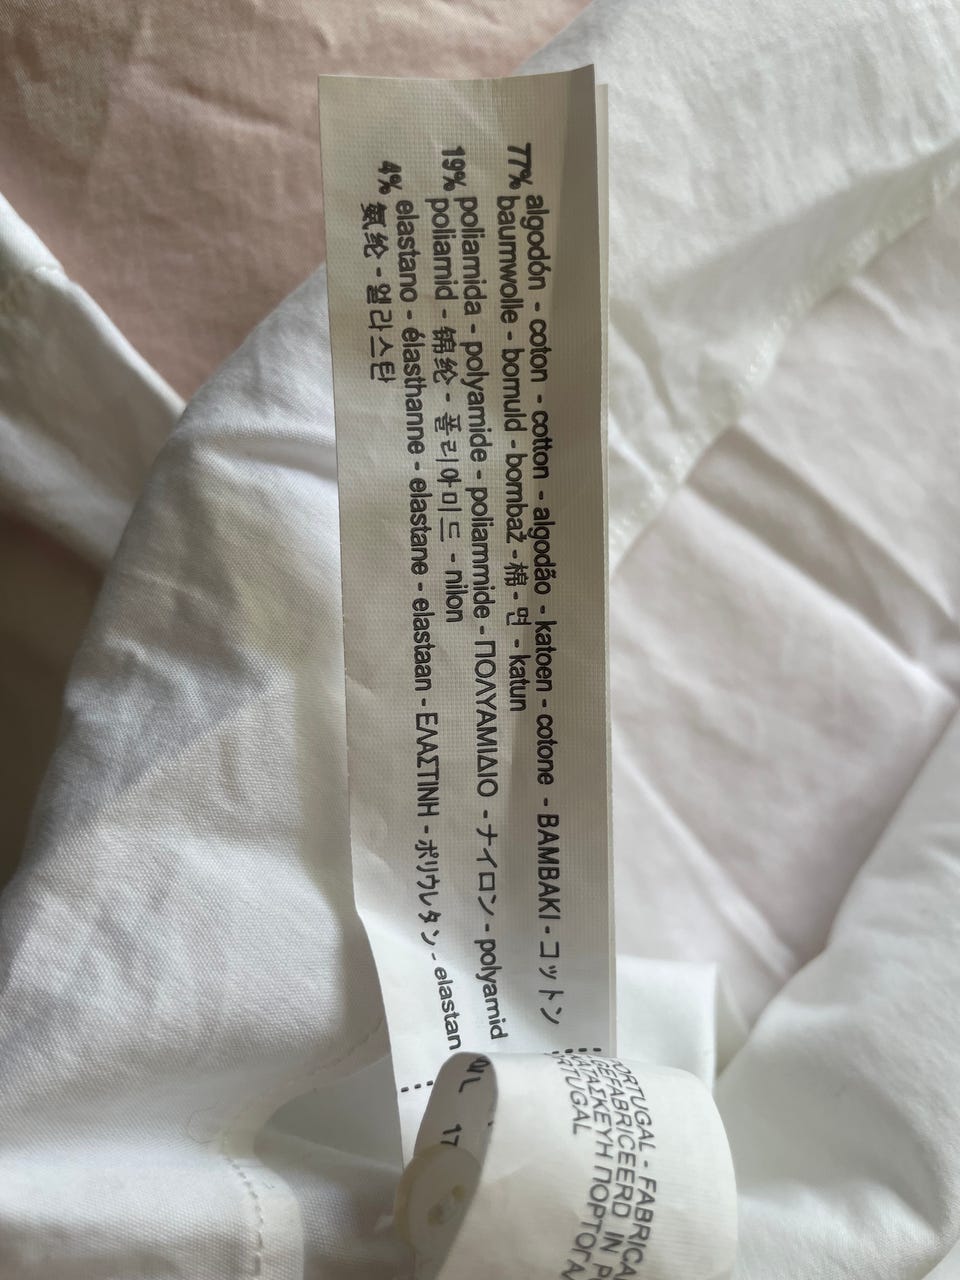 77% algodón - coton - cotton - algodão - katoen - cotone - ΒΑΜΒΑΚΙ - コットン
baumwolle - bomuld - bombaž - 棉 - 면 - katun
19% poliamida - polyamide - poliammide - ΠΟΛΥΑΜΙΔΙΟ - ナイロン - polyamid
poliamid - 锦纶 - 폴리아미드 - nilon
4% elastano - élasthanne - elastane - elastaan - ΕΛΑΣΤΙΝΗ - ポリウレタン - elastan
氨纶 - 엘라스탄
PORTUGAL - FABRICA
GEFABRICEERD IN P
ΚΑΤΑΣΚΕΥΗ ΠΟΡΤΟΓΑ
RTUGAL
17